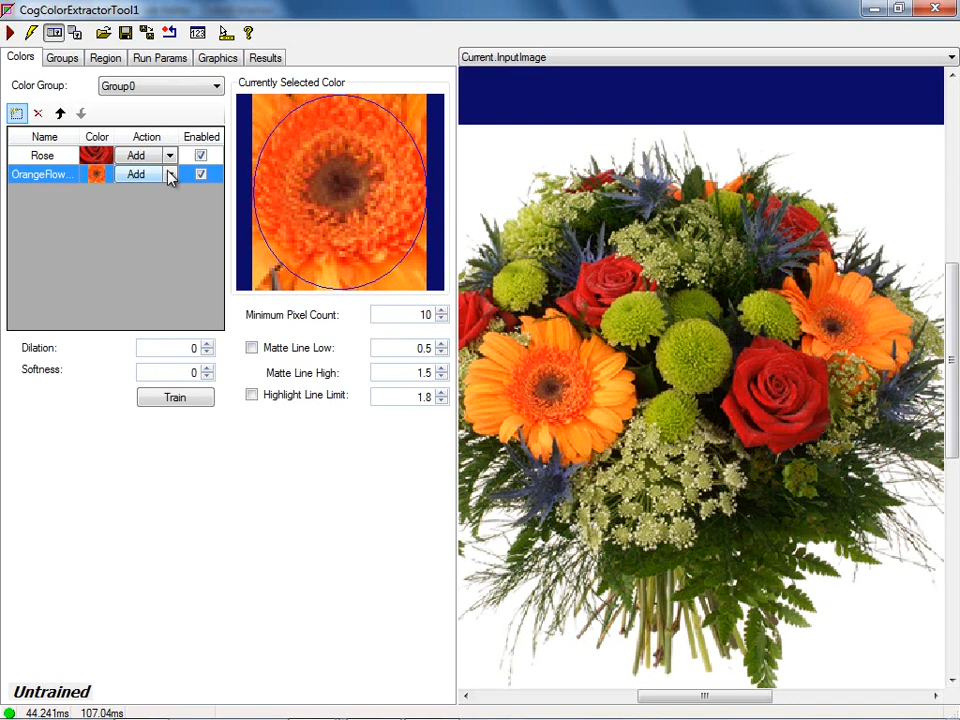 CogColorExtractorTool1
Colors Groups Region Run Params Graphics Results
Current.InputImage
Color Group: Group0
Currently Selected Color
Name Color Action Enabled
Rose Add
OrangeFlow... Add
Minimum Pixel Count: 10
Dilation: 0
Matte Line Low: 0.5
Softness: 0
Matte Line High: 1.5
Train
Highlight Line Limit: 1.8
Untrained
44.241ms 107.04ms